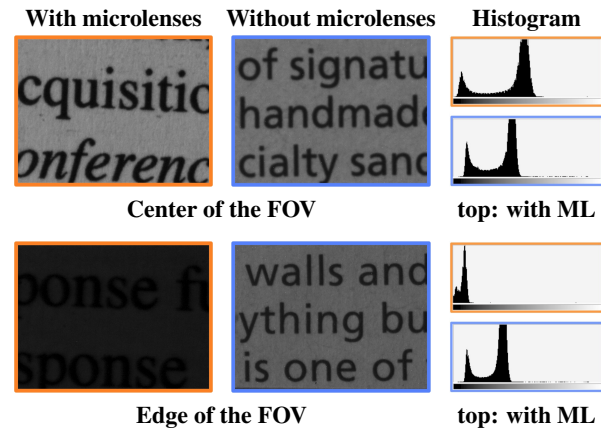 With microlenses Without microlenses Histogram
cquisitio
onferenc
of signatu
handmade
cialty sand
Center of the FOV top: with ML
ponse fu
sponse
walls and
ything bu
is one of
Edge of the FOV top: with ML